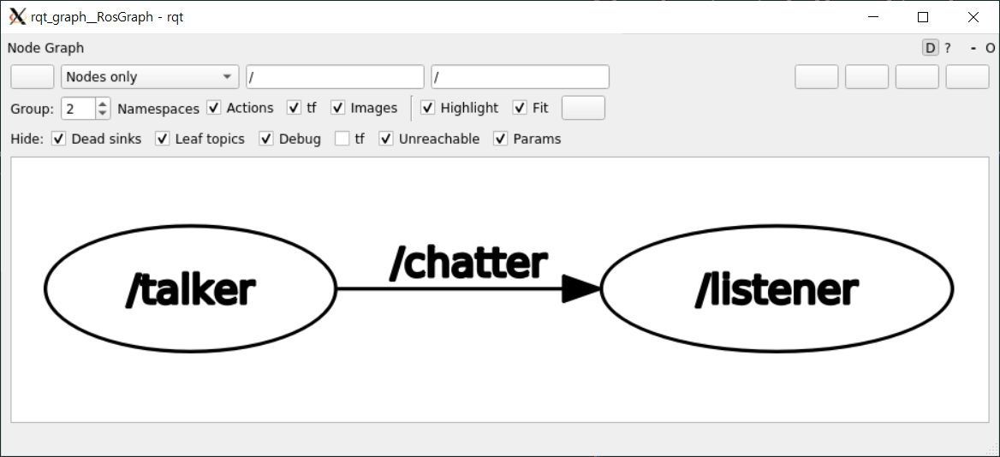 rqt_graph__RosGraph - rqt
Node Graph D ? - O
Nodes only / /
Group: 2 Namespaces Actions tf Images Highlight Fit
Hide: Dead sinks Leaf topics Debug tf Unreachable Params
/chatter
/talker /listener